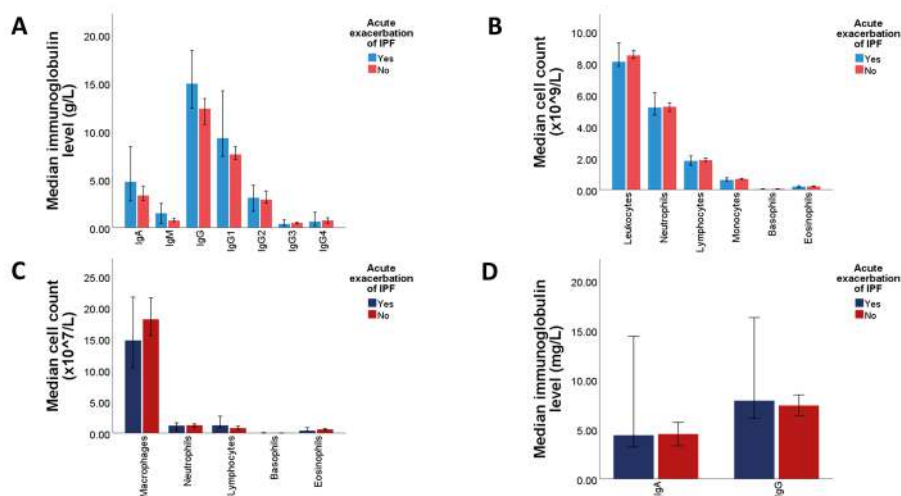 A
Median immunoglobulin
level (g/L)
20.00
15.00
10.00
5.00
.00
IgA
IgM
IgG
IgG1
IgG2
IgG3
IgG4
Acute
exacerbation
of IPF
Yes
No
B
Median cell count
(x10^9/L)
10.00
8.00
6.00
4.00
2.00
.00
Leukocytes
Neutrophils
Lymphocytes
Monocytes
Basophils
Eosinophils
Acute
exacerbation
of IPF
Yes
No
C
Median cell count
(x10^7/L)
25.00
20.00
15.00
10.00
5.00
.00
Macrophages
Neutrophils
Lymphocytes
Basophils
Eosinophils
Acute
exacerbation
of IPF
Yes
No
D
Median immunoglobulin
level (mg/L)
20.00
15.00
10.00
5.00
.00
IgA
IgG
Acute
exacerbation
of IPF
Yes
No